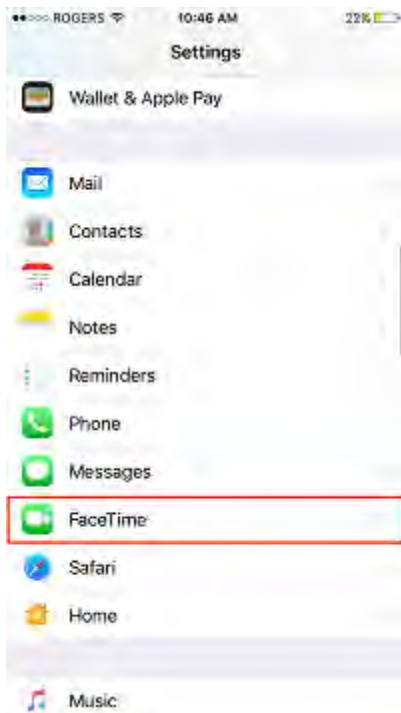 ROGERS 10:46 AM 22%
Settings
Wallet & Apple Pay
Mail
Contacts
Calendar
Notes
Reminders
Phone
Messages
FaceTime
Safari
Home
Music